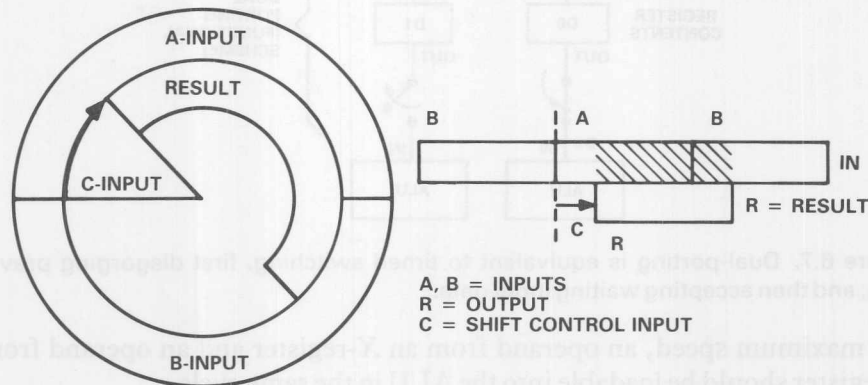 A-INPUT
RESULT
C-INPUT
B-INPUT
B
A
B
IN
R = RESULT
C
R
A, B = INPUTS
R = OUTPUT
C = SHIFT CONTROL INPUT